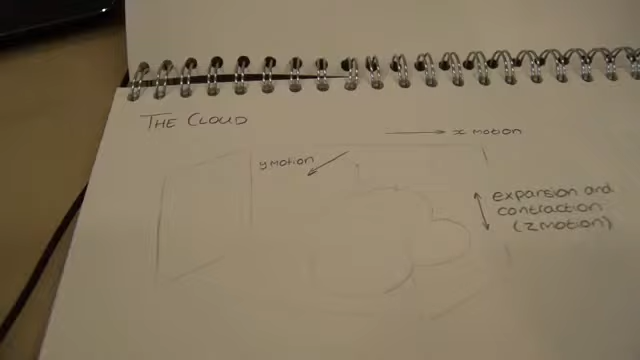 THE CLOUD
x MOTION
y MOTION
expansion and
contraction
(z motion)